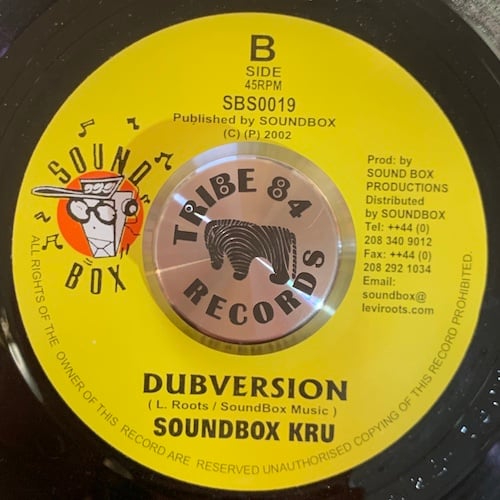 B
SIDE
45RPM
SBS0019
Published by SOUNDBOX
(C) (P) 2002
SOUND
BOX
Prod: by
SOUND BOX
PRODUCTIONS
Distributed
by SOUNDBOX
Tel: ++44 (0)
208 340 9012
Fax: ++44 (0)
208 292 1034
Email:
soundbox@
leviroots.com
TRIBE 84
RECORDS
DUBVERSION
( L. Roots / SoundBox Music )
SOUNDBOX KRU
ALL RIGHTS OF THE OWNER OF THIS RECORD ARE RESERVED UNAUTHORISED COPYING OF THIS RECORD PROHIBITED.